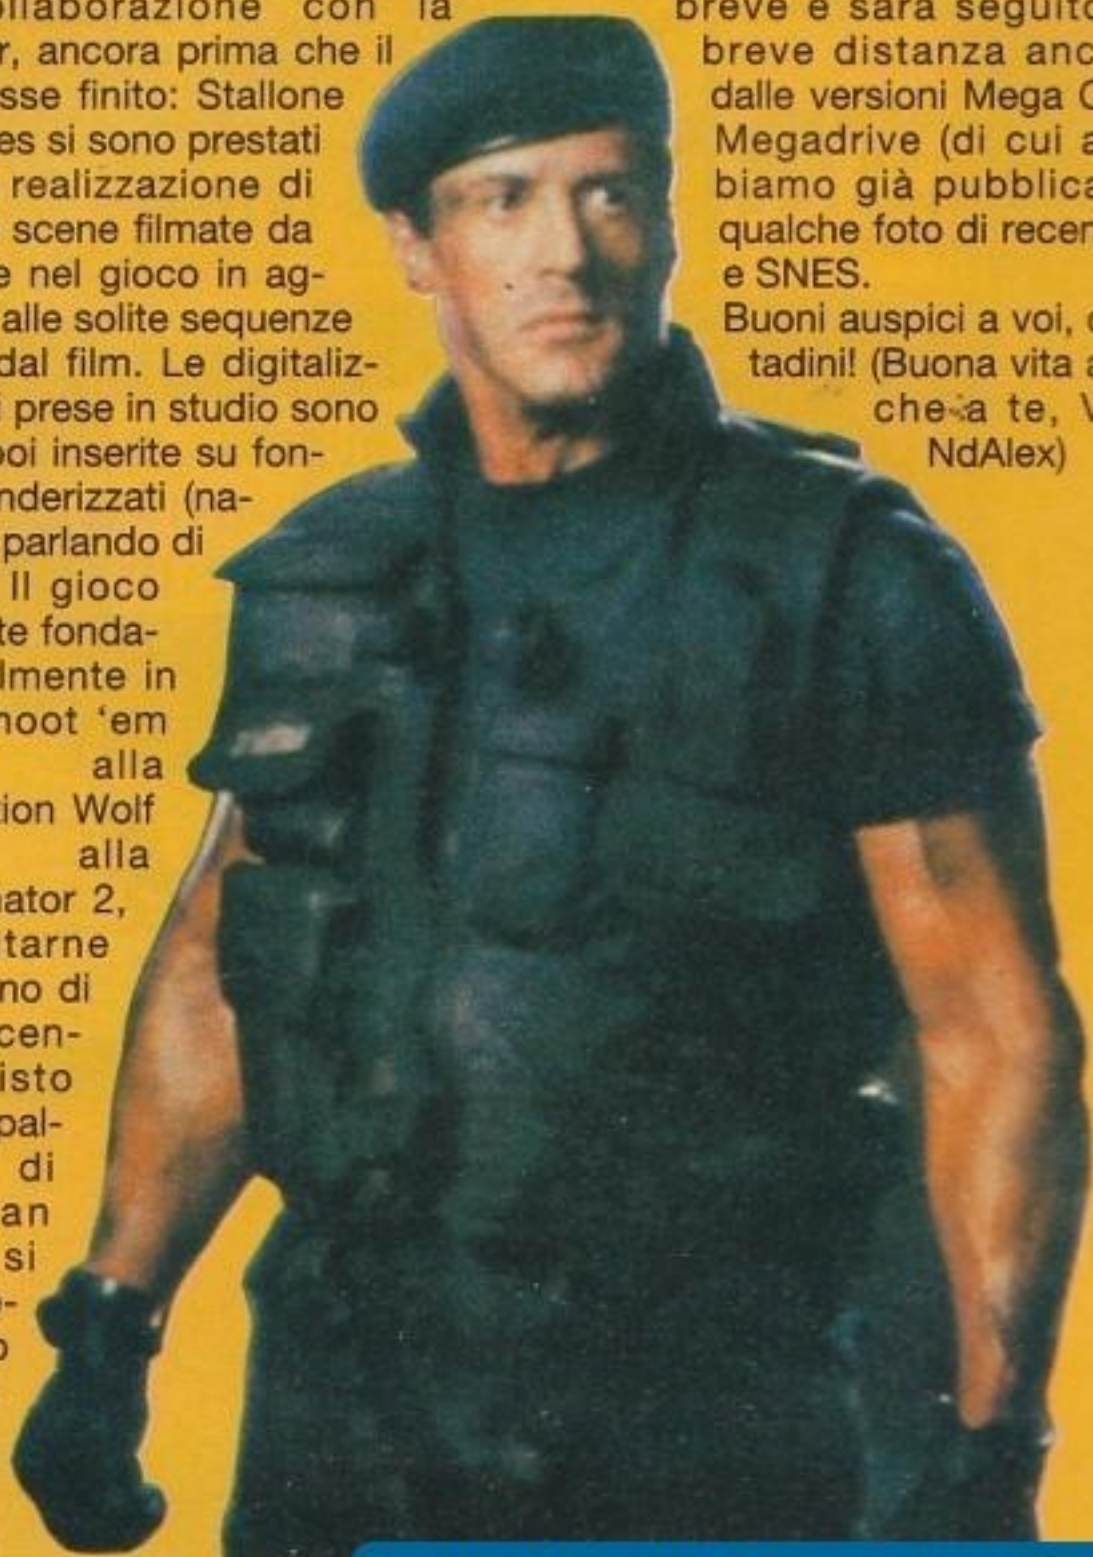 con la
r, ancora prima che il
sse finito: Stallone
es si sono prestati
realizzazione di
scene filmate da
e nel gioco in ag-
alle solite sequenze
dal film. Le digitaliz-
i prese in studio sono
poi inserite su fon-
nderizzati (na-
parlando di
Il gioco
te fonda-
lmente in
hoot ‘em
alla
tion Wolf
alla
nator 2,
tarne
no di
cen-
isto
pal-
di
an
si
o-
o
breve e sarà seguito
breve distanza anc
dalle versioni Mega C
Megadrive (di cui a
biamo già pubblica
qualche foto di recen
e SNES.
Buoni auspici a voi, c
tadini! (Buona vita a
che a te, V
NdAlex)